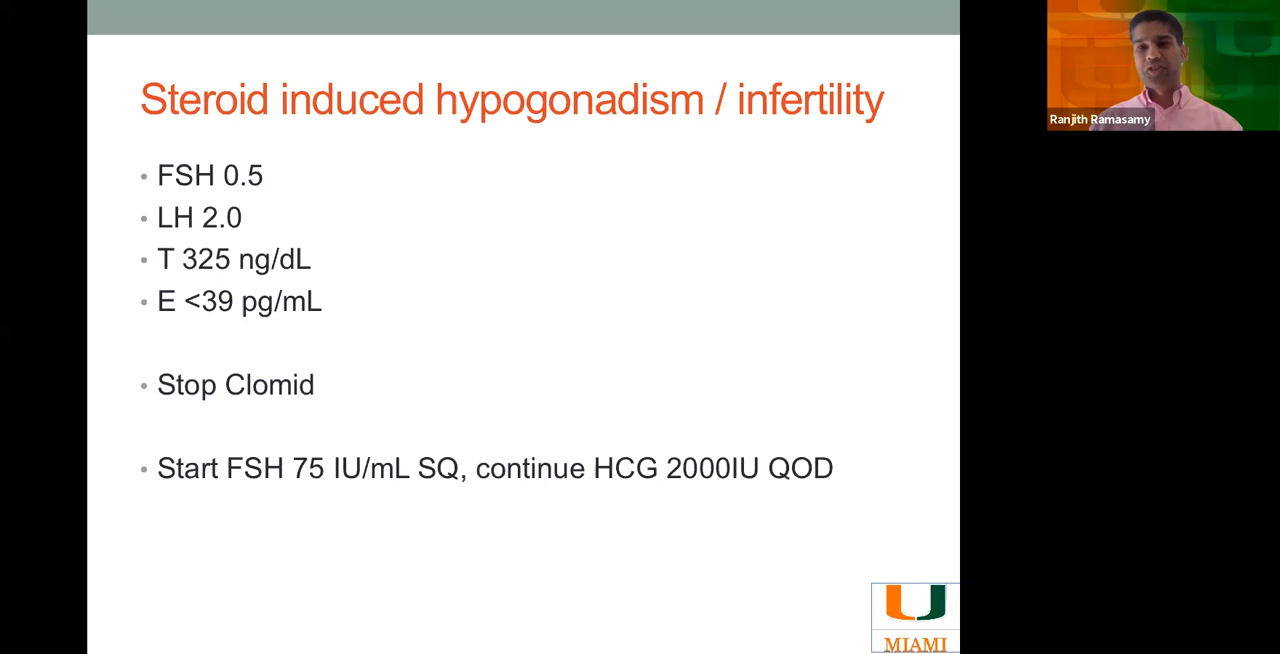 Steroid induced hypogonadism / infertility
• FSH 0.5
• LH 2.0
• T 325 ng/dL
• E <39 pg/mL
• Stop Clomid
• Start FSH 75 IU/mL SQ, continue HCG 2000IU QOD
MIAMI
Ranjith Ramasamy